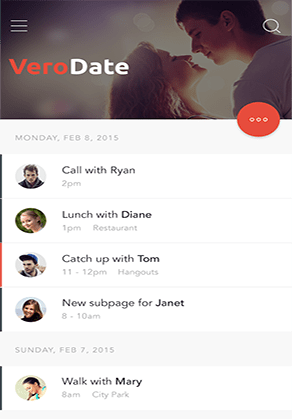 VeroDate
MONDAY, FEB 8, 2015
Call with Ryan
2pm
Lunch with Diane
1pm Restaurant
Catch up with Tom
11 - 12pm Hangouts
New subpage for Janet
8 - 10am
SUNDAY, FEB 7, 2015
Walk with Mary
8am City Park